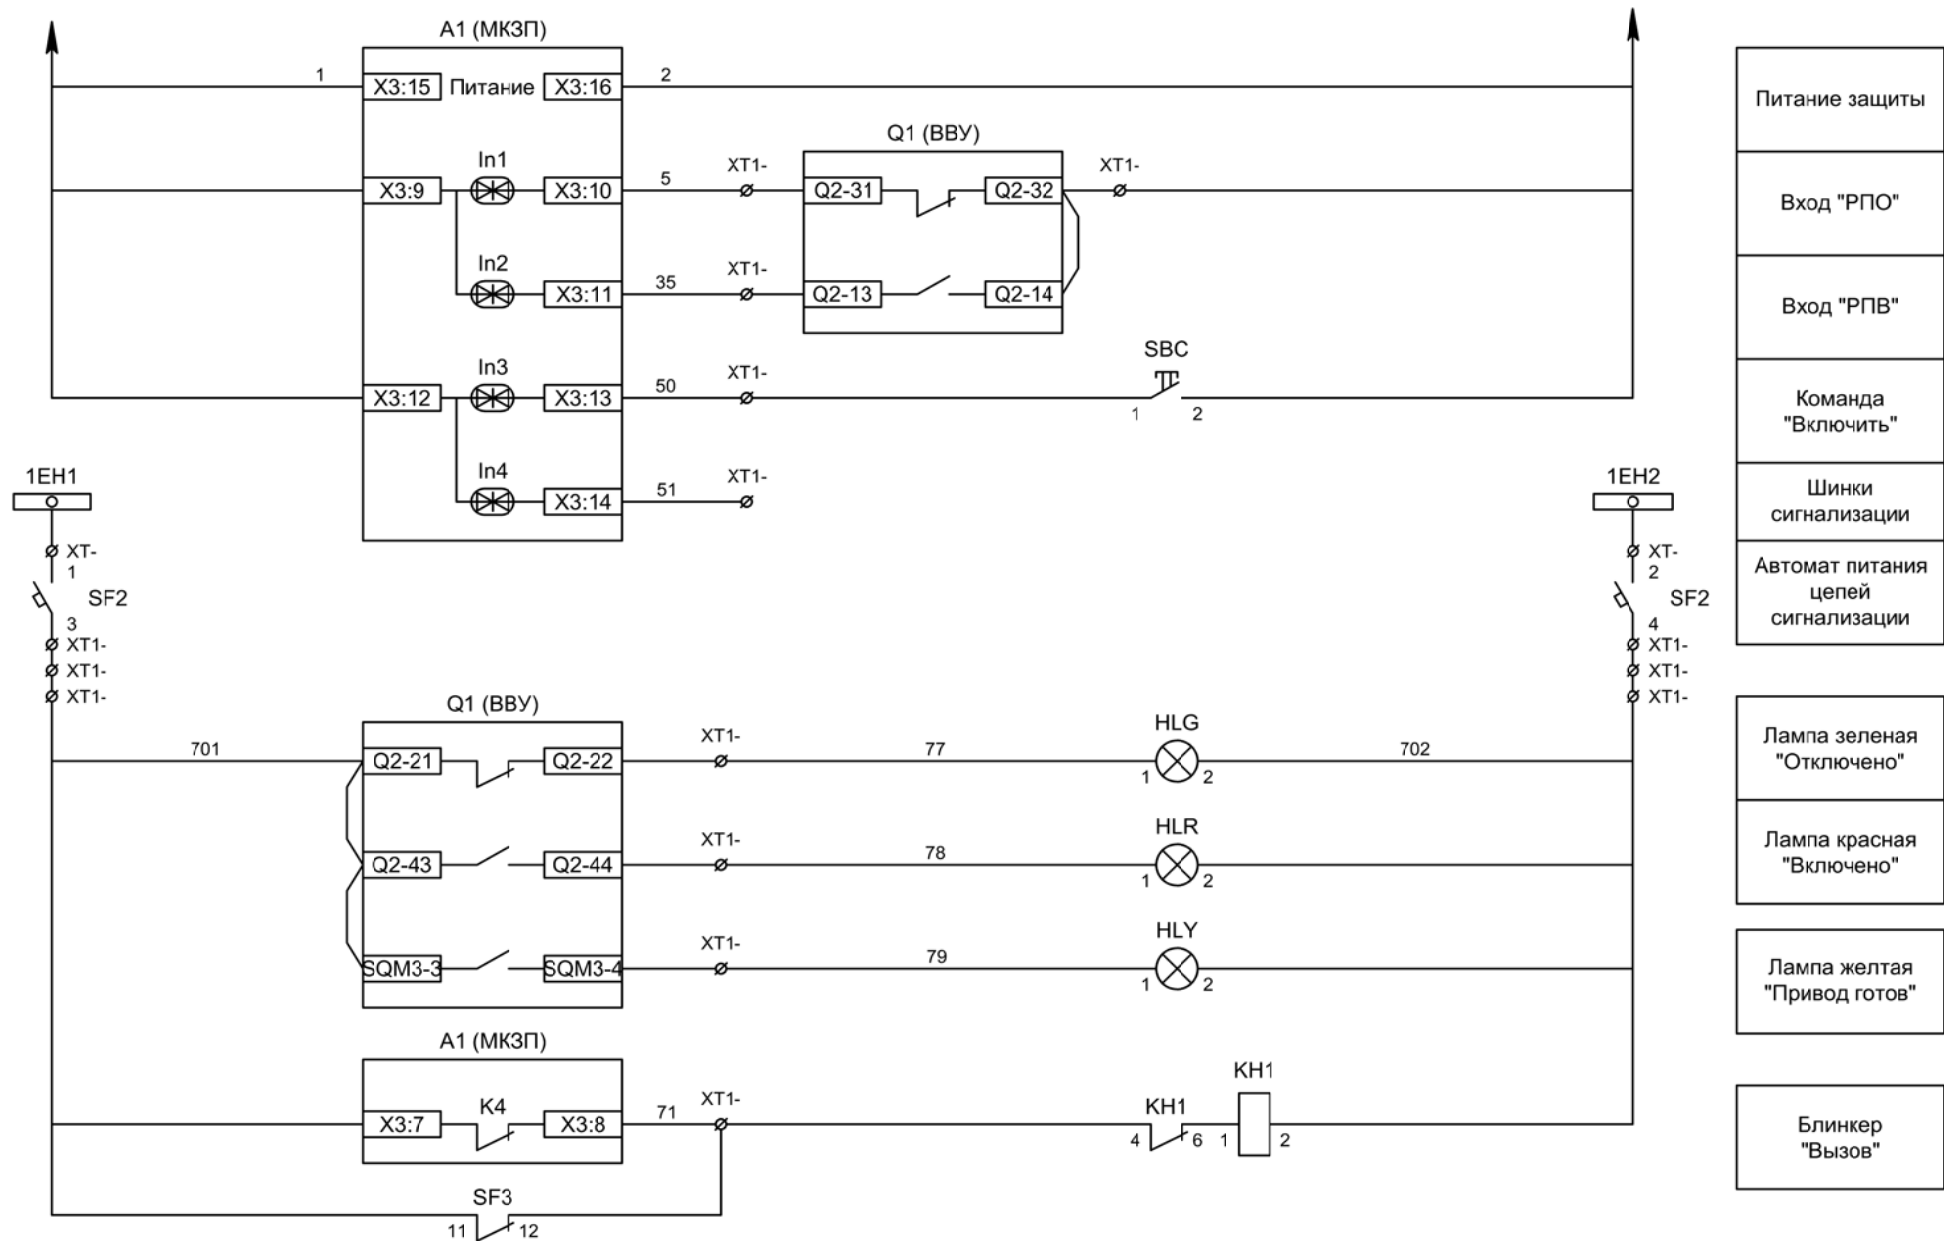 А1 (МКЗП)
1
X3:15
Питание
X3:16
2
Питание защиты
Q1 (ВВУ)
In1
XT1-
XT1-
X3:9
X3:10
5
Q2-31
Q2-32
Вход "РПО"
In2
XT1-
X3:11
35
Q2-13
Q2-14
Вход "РПВ"
In3
XT1-
SBC
X3:12
X3:13
50
1
2
Команда
"Включить"
In4
XT1-
X3:14
51
1EH1
1EH2
Шинки
сигнализации
XT-
1
SF2
3
XT1-
XT1-
XT1-
XT-
2
SF2
4
XT1-
XT1-
XT1-
Автомат питания
цепей
сигнализации
Q1 (ВВУ)
701
Q2-21
Q2-22
XT1-
77
HLG
1
2
702
Лампа зеленая
"Отключено"
Q2-43
Q2-44
XT1-
78
HLR
1
2
Лампа красная
"Включено"
SQM3-3
SQM3-4
XT1-
79
HLY
1
2
Лампа желтая
"Привод готов"
А1 (МКЗП)
X3:7
K4
X3:8
71
XT1-
KH1
4
6
KH1
1
2
Блинкер
"Вызов"
SF3
11
12